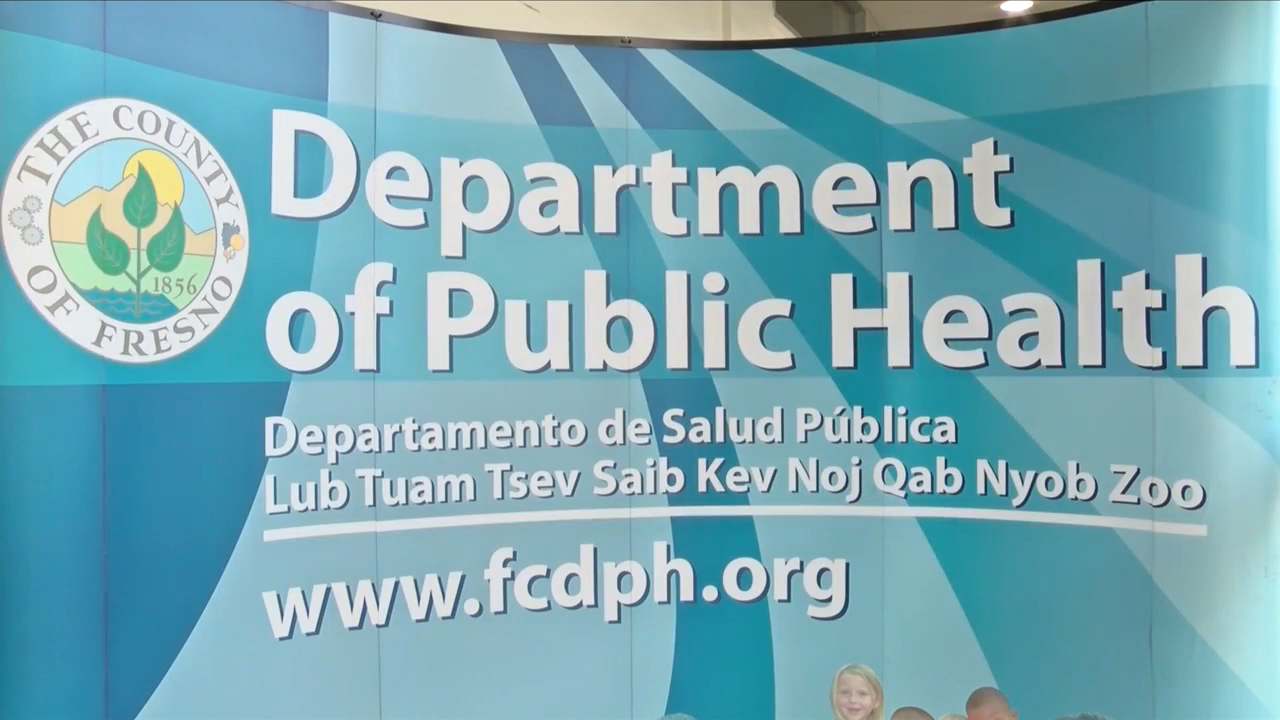 THE COUNTY
OF FRESNO
1856
Department
of Public Health
Departamento de Salud Pública
Lub Tuam Tsev Saib Kev Noj Qab Nyob Zoo
www.fcdph.org